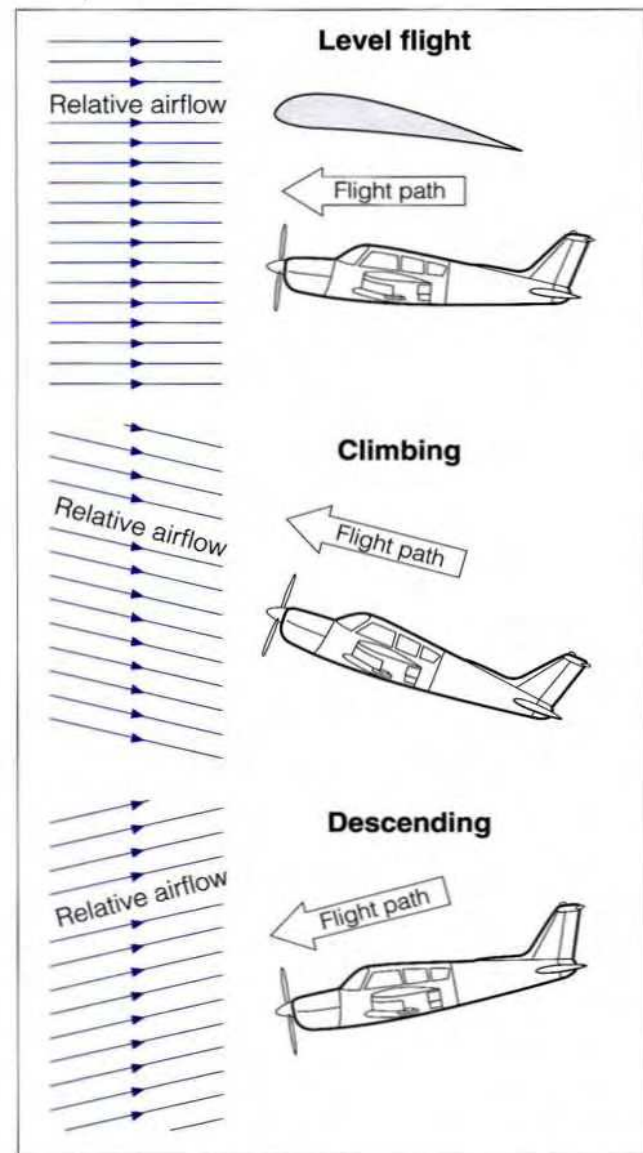 Level flight
Relative airflow
Flight path
Climbing
Relative airflow
Flight path
Descending
Relative airflow
Flight path